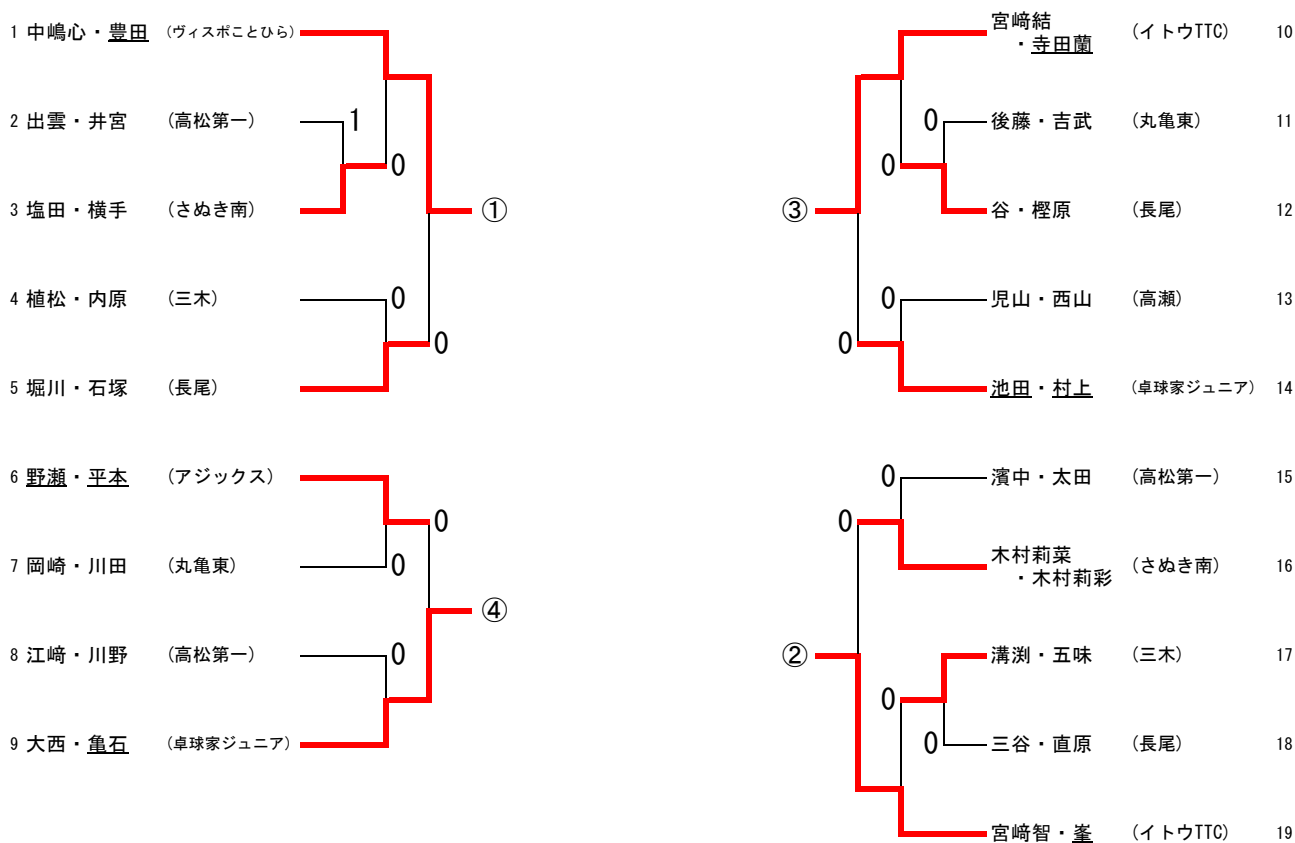 1 中嶋心・豊田 (ヴィスポことひら)
2 出雲・井宮 (高松第一)
1
0
3 塩田・横手 (さぬき南)
①
4 植松・内原 (三木)
0
0
5 堀川・石塚 (長尾)
6 野瀬・平本 (アジックス)
0
7 岡崎・川田 (丸亀東)
0
④
8 江﨑・川野 (高松第一)
0
9 大西・亀石 (卓球家ジュニア)
宮﨑結
・寺田蘭 (イトウTTC) 10
0 後藤・吉武 (丸亀東) 11
0
③
谷・樫原 (長尾) 12
0 児山・西山 (高瀬) 13
0
池田・村上 (卓球家ジュニア) 14
0 濱中・太田 (高松第一) 15
0
木村莉菜
・木村莉彩 (さぬき南) 16
②
溝渕・五味 (三木) 17
0
0 三谷・直原 (長尾) 18
宮﨑智・峯 (イトウTTC) 19